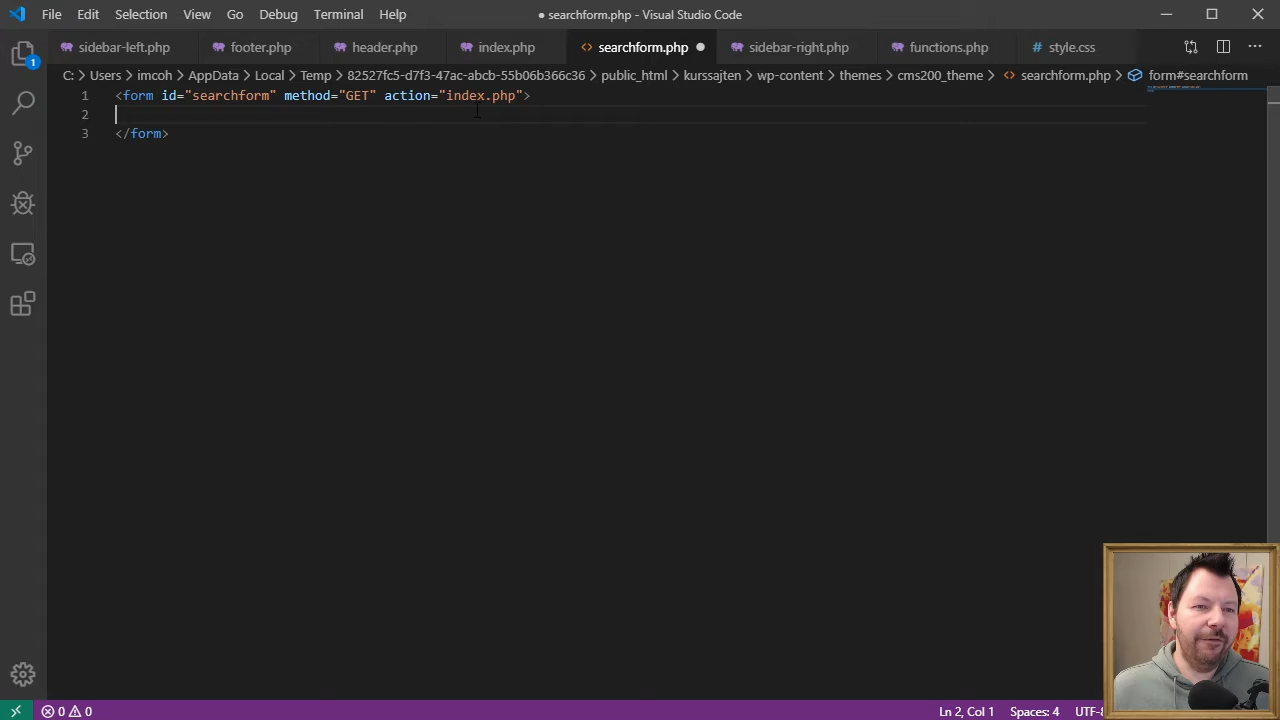 File Edit Selection View Go Debug Terminal Help ● searchform.php - Visual Studio Code
sidebar-left.php footer.php header.php index.php <> searchform.php ● sidebar-right.php functions.php # style.css ...
C: > Users > imcoh > AppData > Local > Temp > 82527fc5-d7f3-47ac-abcb-55b06b366c36 > public_html > kurssajten > wp-content > themes > cms200_theme > <> searchform.php > form#searchform
1 <form id="searchform" method="GET" action="index.php">
2
3 </form>
1
0 0 Ln 2, Col 1 Spaces: 4